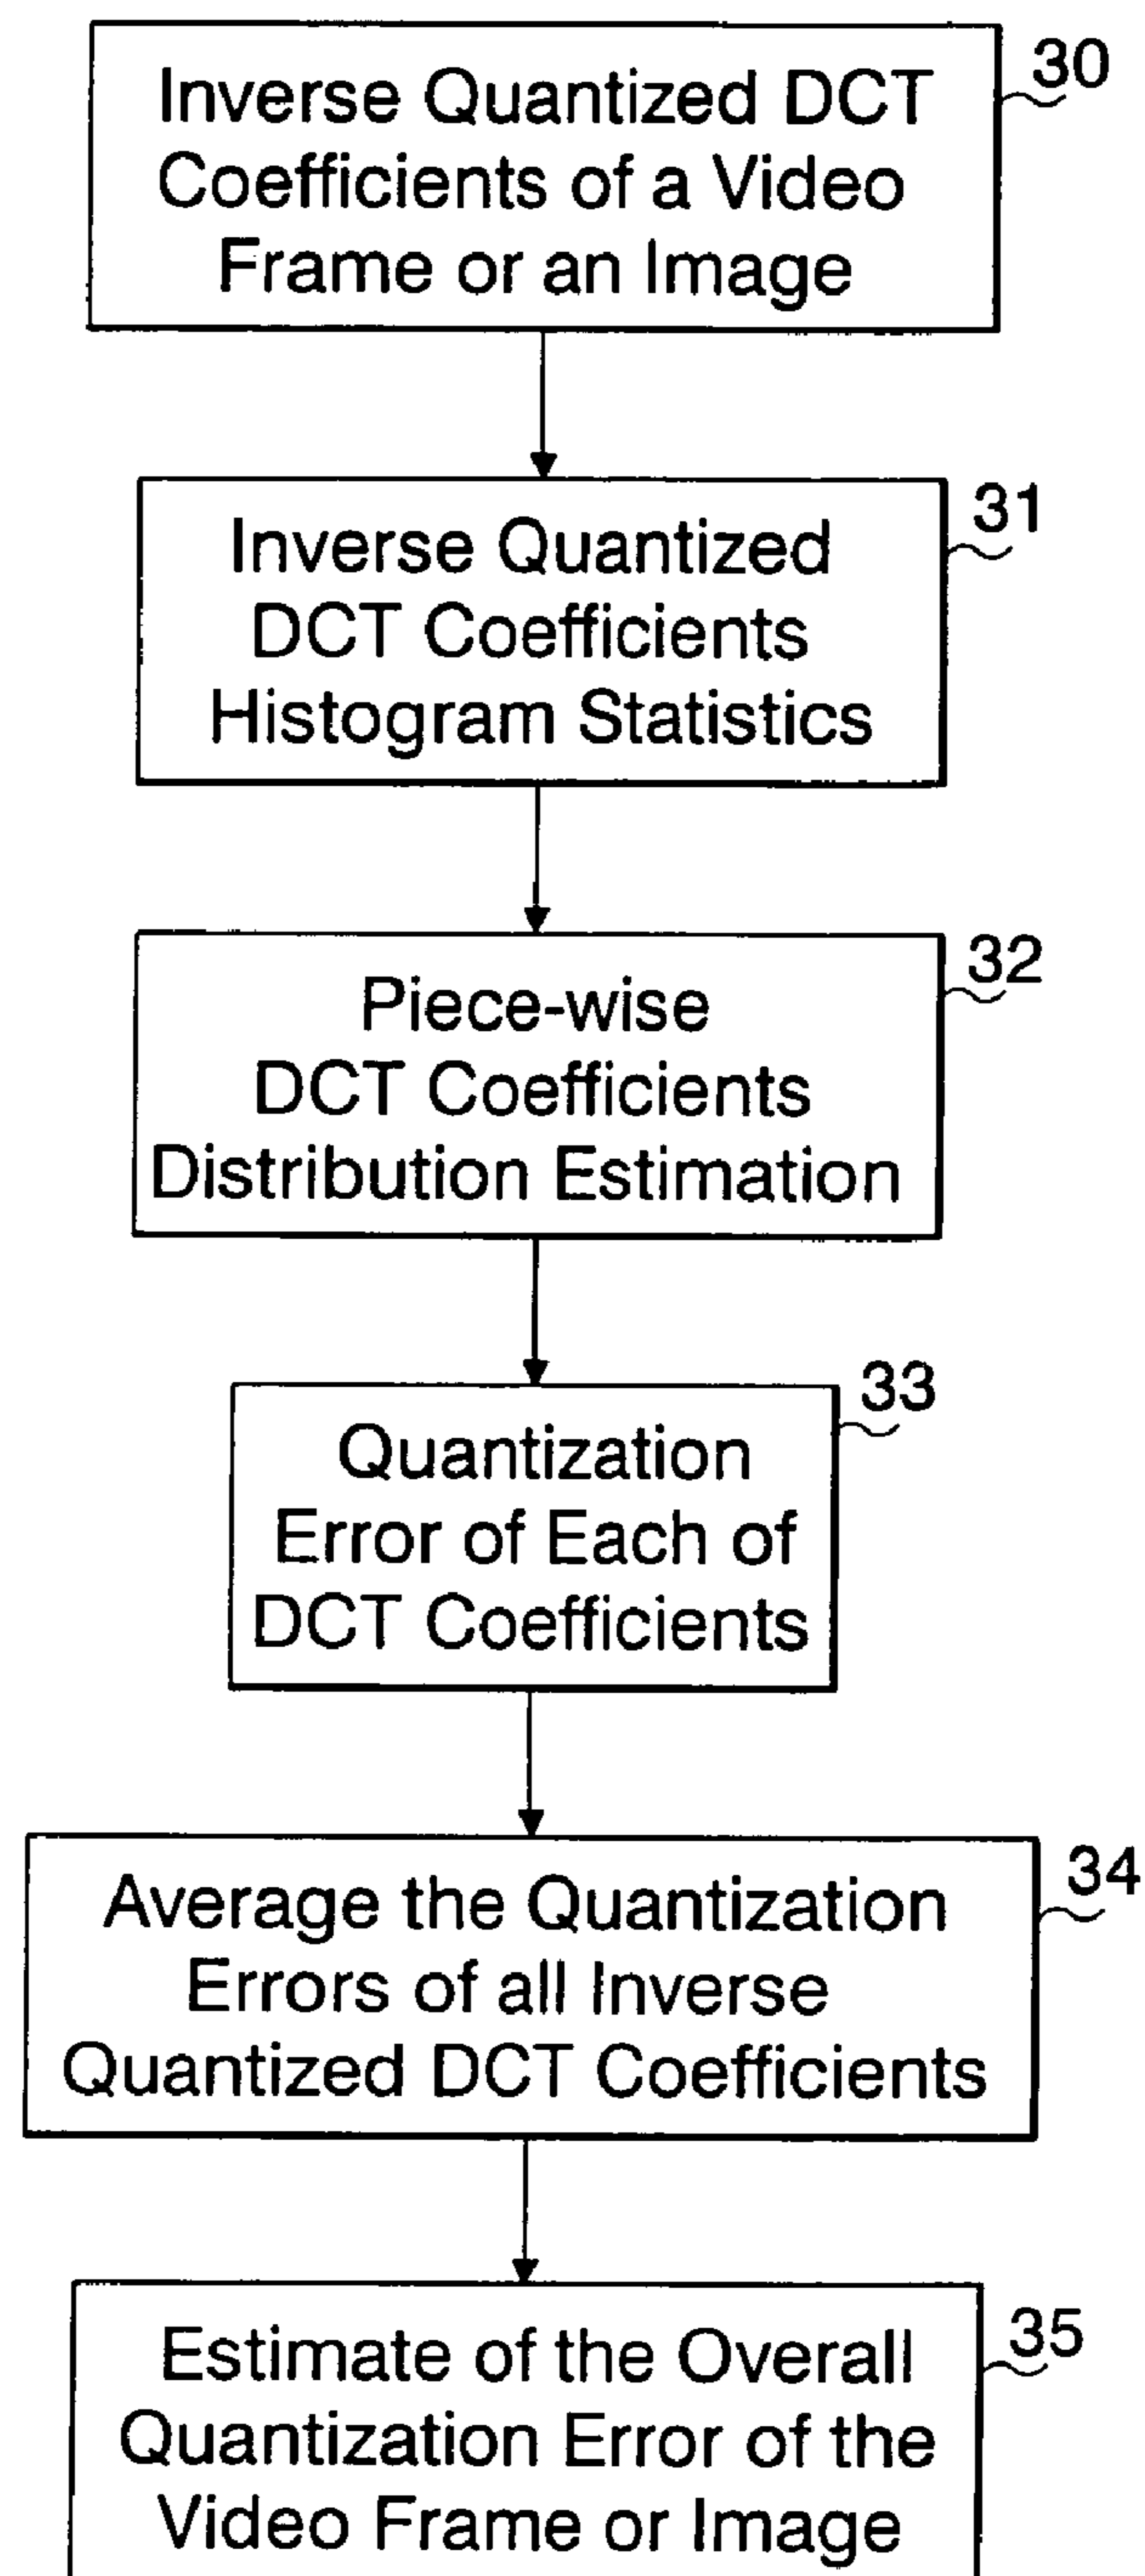 30
Inverse Quantized DCT
Coefficients of a Video
Frame or an Image
31
Inverse Quantized
DCT Coefficients
Histogram Statistics
32
Piece-wise
DCT Coefficients
Distribution Estimation
33
Quantization
Error of Each of
DCT Coefficients
34
Average the Quantization
Errors of all Inverse
Quantized DCT Coefficients
35
Estimate of the Overall
Quantization Error of the
Video Frame or Image